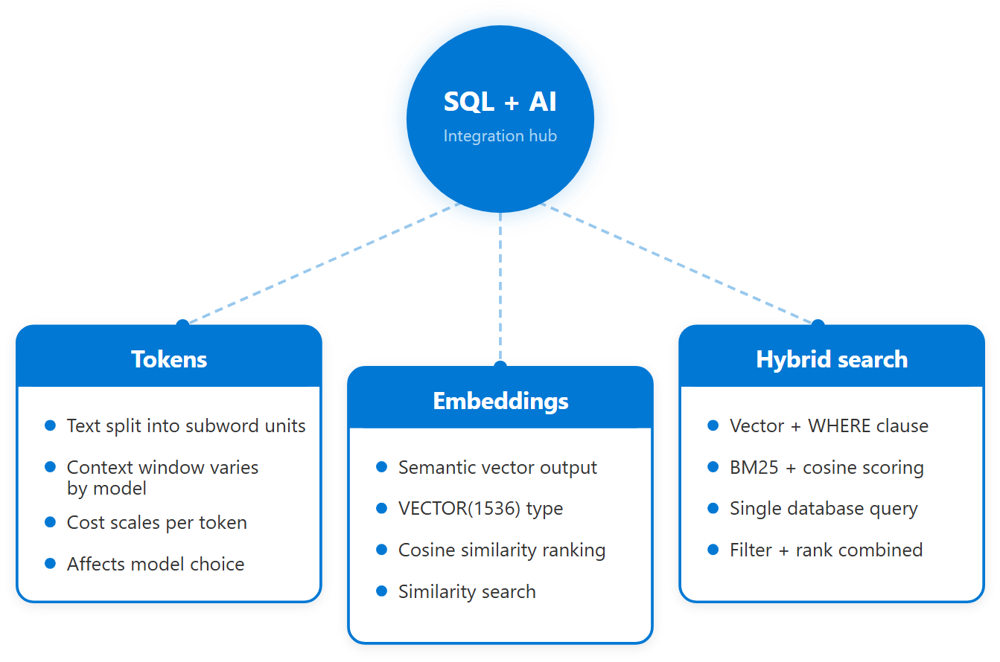 SQL + AI
Integration hub
Tokens
Text split into subword units
Context window varies
by model
Cost scales per token
Affects model choice
Embeddings
Semantic vector output
VECTOR(1536) type
Cosine similarity ranking
Similarity search
Hybrid search
Vector + WHERE clause
BM25 + cosine scoring
Single database query
Filter + rank combined